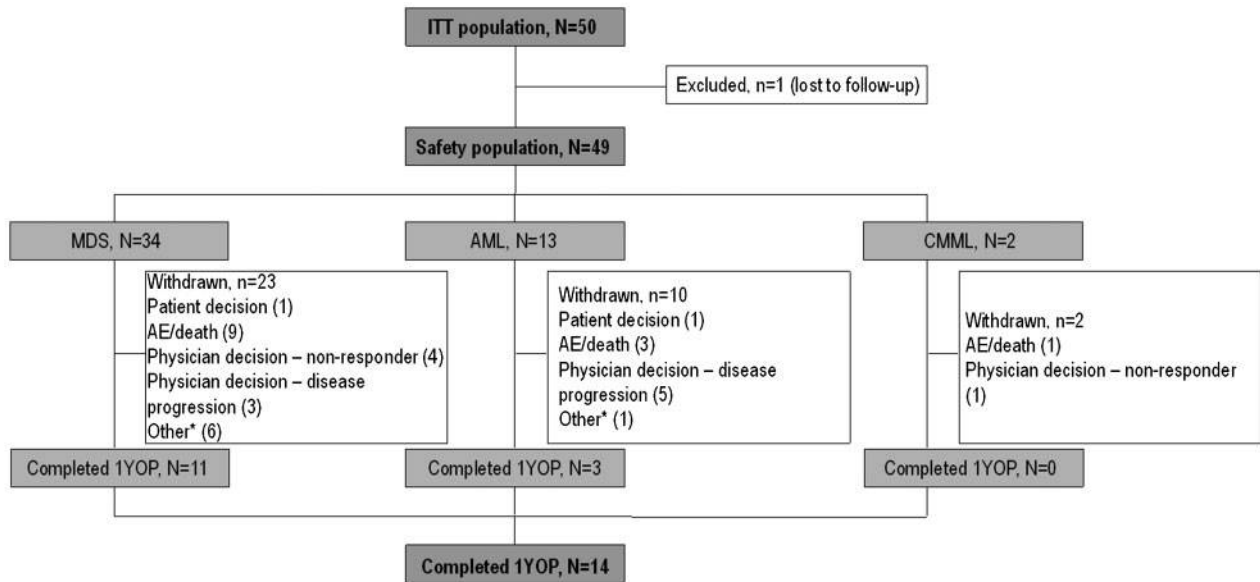 ITT population, N=50
Excluded, n=1 (lost to follow-up)
Safety population, N=49
MDS, N=34
AML, N=13
CMML, N=2
Withdrawn, n=23
Patient decision (1)
AE/death (9)
Physician decision – non-responder (4)
Physician decision – disease
progression (3)
Other* (6)
Withdrawn, n=10
Patient decision (1)
AE/death (3)
Physician decision – disease
progression (5)
Other* (1)
Withdrawn, n=2
AE/death (1)
Physician decision – non-responder
(1)
Completed 1YOP, N=11
Completed 1YOP, N=3
Completed 1YOP, N=0
Completed 1YOP, N=14